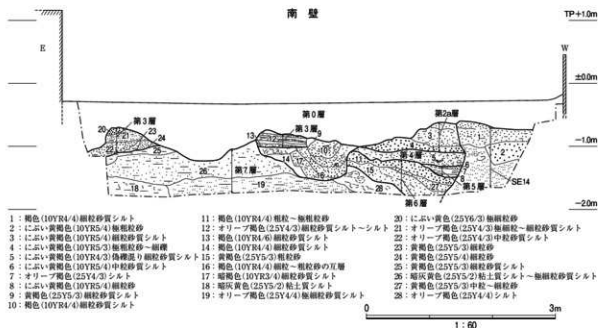 南壁
TP+1.0m
E
W
±0.0m
第3層
第0層
第3層
第2a層
-1.0m
第7層
第4層
第5層
第6層
SE14
-2.0m
1：褐色(10YR4/4)細粒砂質シルト
2：にぶい黄褐色(10YR5/4)極粗粒砂
3：にぶい黄褐色(10YR5/4)細粒砂質シルト
4：にぶい黄褐色(10YR5/3)極粗粒砂～細礫
5：にぶい黄褐色(10YR4/3)偽礫混り細粒砂質シルト
6：にぶい黄褐色(10YR5/4)中粒砂質シルト
7：オリーブ褐色(2.5Y4/3)シルト
8：にぶい黄褐色(10YR5/4)細粒砂
9：黄褐色(2.5Y5/3)細粒砂質シルト
10：褐色(10YR4/4)細粒砂質シルト
11：褐色(10YR4/4)粗粒～極粗粒砂
12：オリーブ褐色(2.5Y4/3)細粒砂質シルト～シルト
13：褐色(10YR4/6)細粒砂質シルト
14：褐色(10YR4/4)細粒砂質シルト
15：黄褐色(2.5Y5/3)粗粒砂
16：褐色(10YR4/4)細粒～粗粒砂の互層
17：暗褐色(10YR3/4)細粒砂質シルト
18：暗灰黄色(2.5Y5/2)粘土質シルト
19：オリーブ褐色(2.5Y4/4)極細粒砂質シルト
20：にぶい黄色(2.5Y6/3)極細粒砂
21：オリーブ褐色(2.5Y4/3)極細粒～細粒砂質シルト
22：オリーブ褐色(2.5Y4/3)中粒砂質シルト
23：黄褐色(2.5Y5/4)細粒砂
24：黄褐色(2.5Y5/4)細粒砂
25：黄褐色(2.5Y5/3)細粒砂質シルト
26：暗灰黄色(2.5Y5/2)粘土質シルト～極細粒砂質シルト
27：黄褐色(2.5Y5/3)中粒～細粒砂
28：オリーブ褐色(2.5Y4/4)シルト
0
3m
1：60